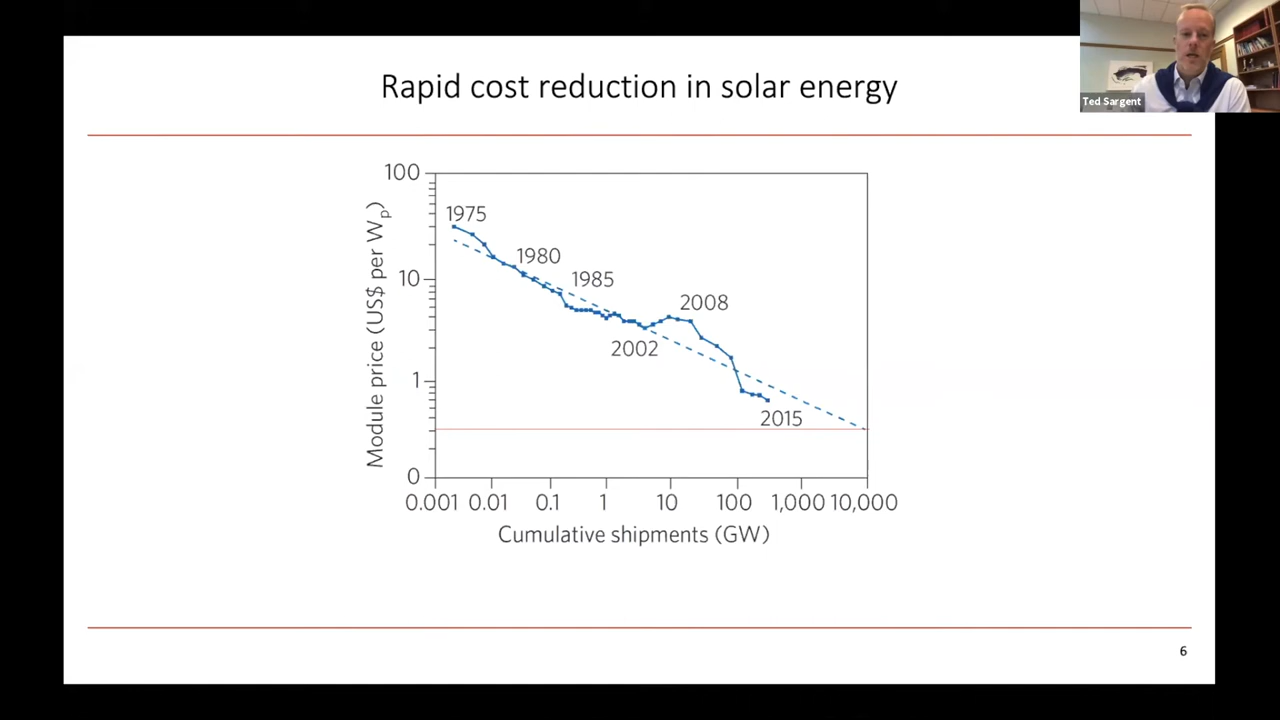 Rapid cost reduction in solar energy
Ted Sargent
100
10
1
0
Module price (US$ per Wp)
1975
1980
1985
2002
2008
2015
0.001 0.01 0.1 1 10 100 1,000 10,000
Cumulative shipments (GW)
6